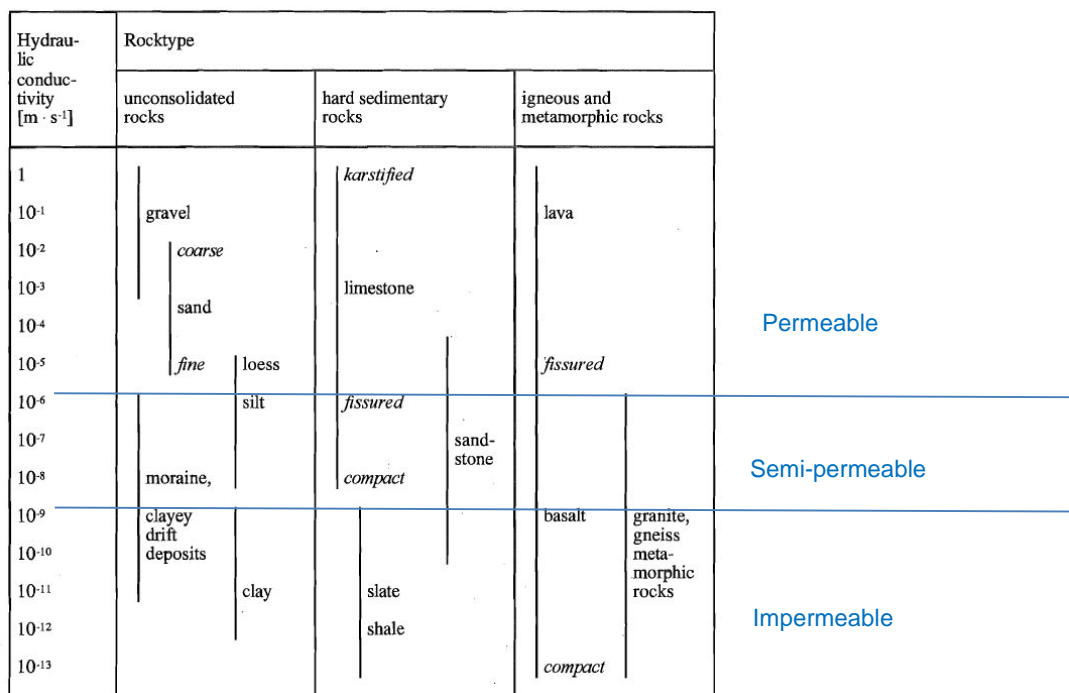 Hydrau-
lic
conduc-
tivity
[m · s⁻¹]
Rocktype
unconsolidated
rocks
hard sedimentary
rocks
igneous and
metamorphic rocks
1
karstified
10⁻¹
gravel
lava
10⁻²
coarse
10⁻³
limestone
sand
10⁻⁴
Permeable
10⁻⁵
fine
loess
fissured
10⁻⁶
silt
fissured
10⁻⁷
sand-
stone
10⁻⁸
moraine,
compact
Semi-permeable
10⁻⁹
clayey
drift
deposits
basalt
granite,
gneiss
meta-
morphic
rocks
10⁻¹⁰
10⁻¹¹
clay
slate
10⁻¹²
shale
Impermeable
10⁻¹³
compact